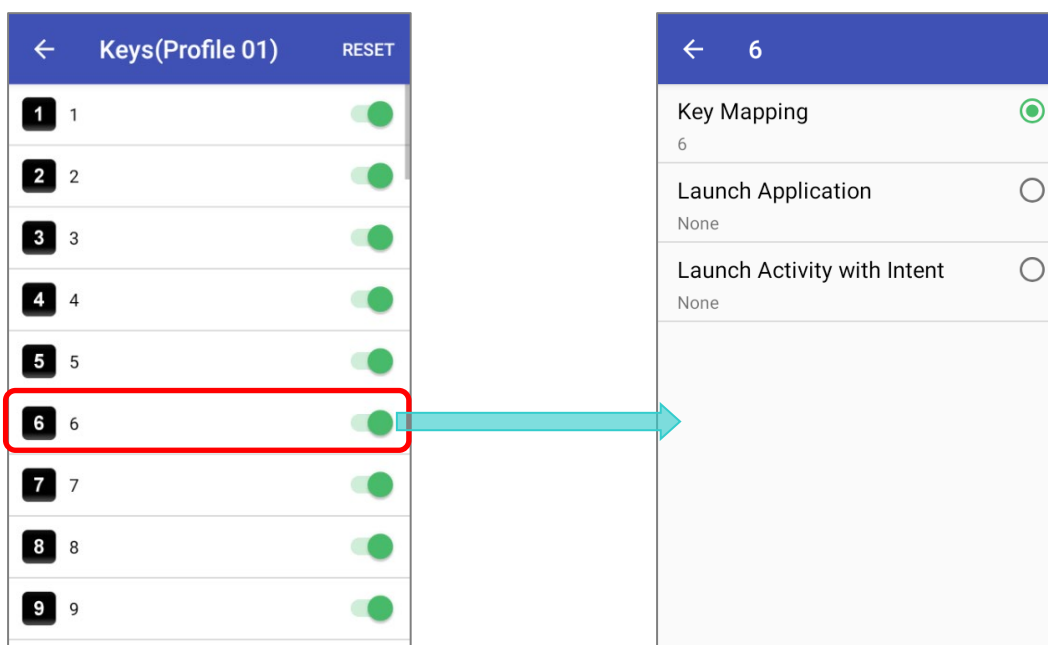 Keys(Profile 01) RESET
1 1
2 2
3 3
4 4
5 5
6 6
7 7
8 8
9 9
6
Key Mapping
6
Launch Application
None
Launch Activity with Intent
None